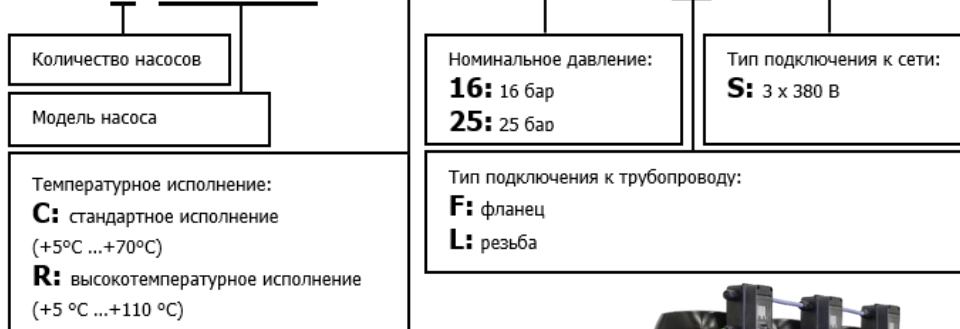 Количество насосов
Модель насоса
Температурное исполнение:
C: стандартное исполнение
(+5°C ...+70°C)
R: высокотемпературное исполнение
(+5 °C ...+110 °C)
Номинальное давление:
16: 16 бар
25: 25 бар
Тип подключения к сети:
S: 3 x 380 В
Тип подключения к трубопроводу:
F: фланец
L: резьба